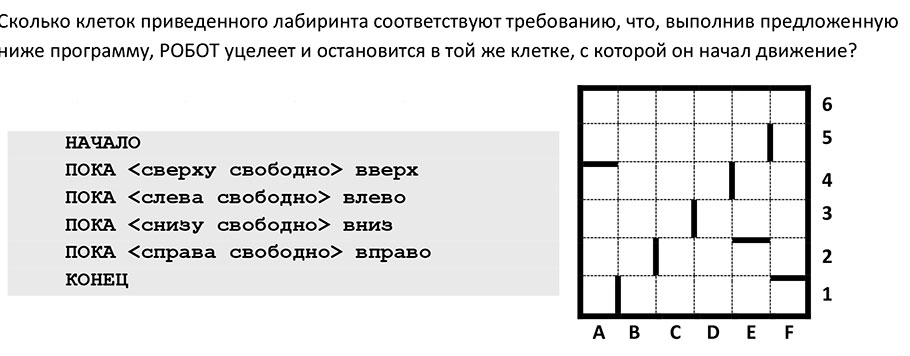 Сколько клеток приведенного лабиринта соответствуют требованию, что, выполнив предложенную
ниже программу, РОБОТ уцелеет и остановится в той же клетке, с которой он начал движение?
НАЧАЛО
ПОКА <сверху свободно> вверх
ПОКА <слева свободно> влево
ПОКА <снизу свободно> вниз
ПОКА <справа свободно> вправо
КОНЕЦ
6
5
4
3
2
1
A B C D E F